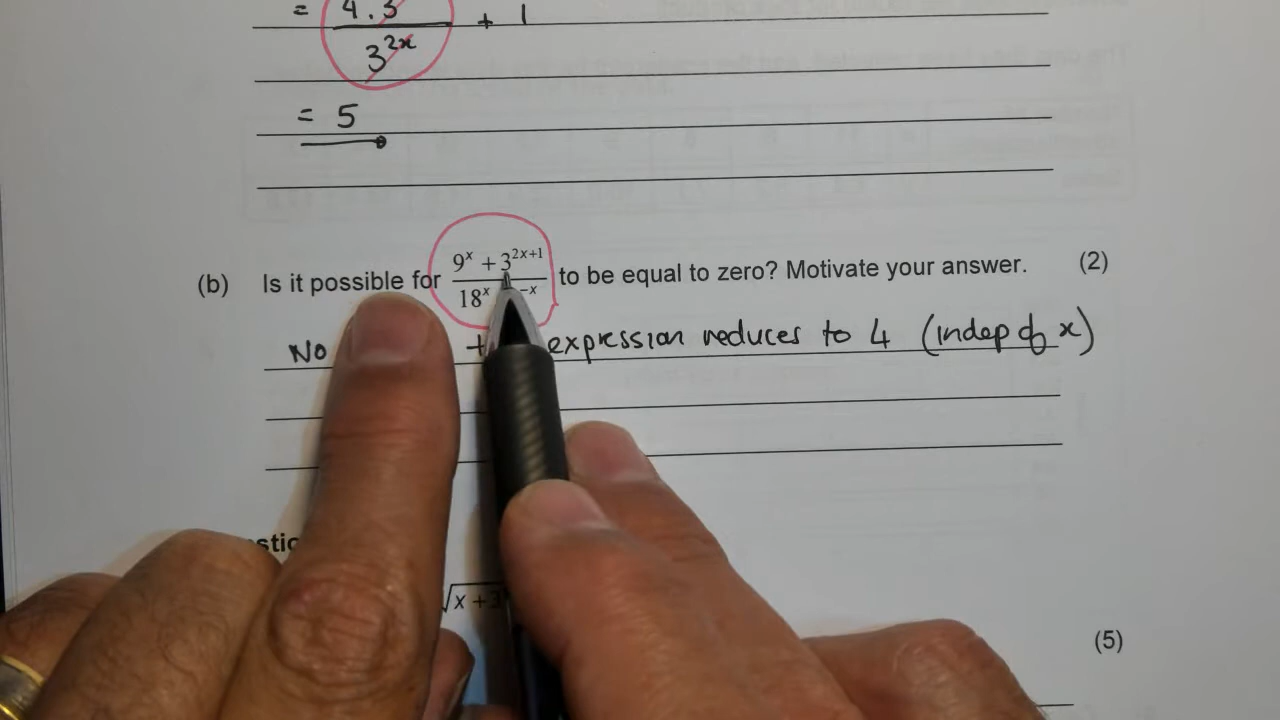 = 4.3 + 1
3^2x
= 5
(b) Is it possible for 9^x + 3^2x+1 / 18^x -x to be equal to zero? Motivate your answer. (2)
No expression reduces to 4 (indep of x)
√x + 3
(5)